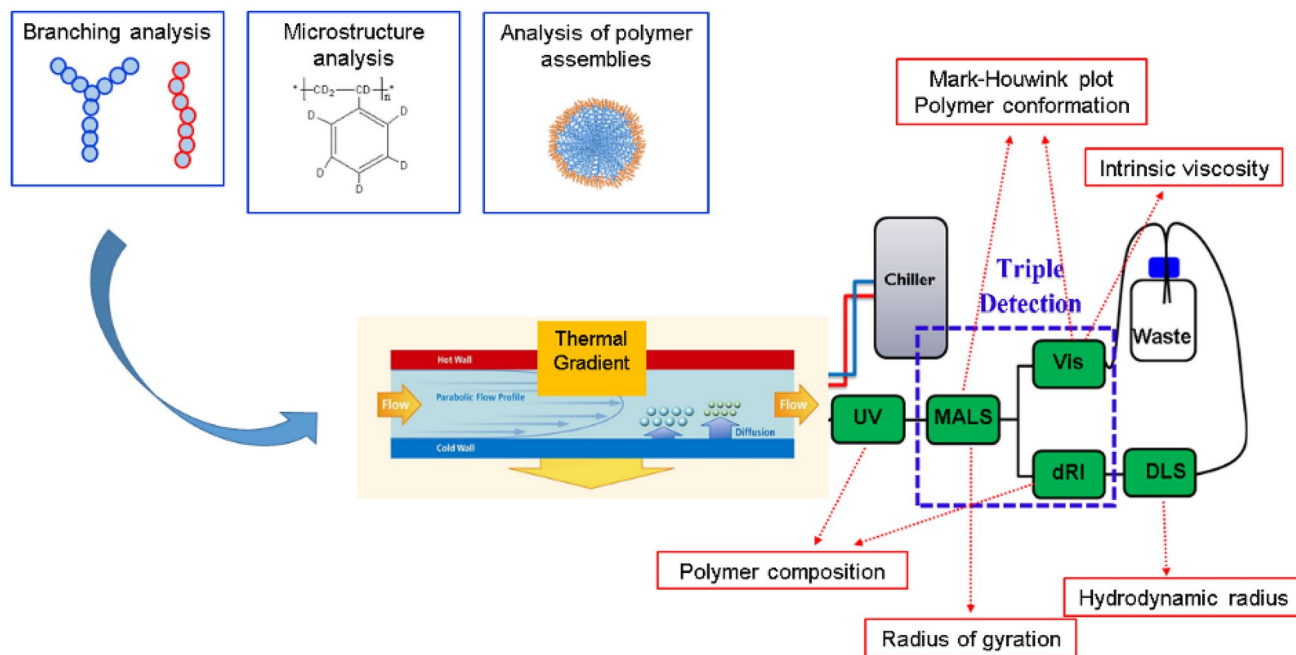 Branching analysis
Microstructure
analysis
*-[-CD₂-CD-]ₙ-*
D
D
D
D
D
Analysis of polymer
assemblies
Mark-Houwink plot
Polymer conformation
Intrinsic viscosity
Chiller
Triple
Detection
Waste
Thermal
Gradient
Hot Wall
Flow
Parabolic Flow Profile
Flow
Diffusion
Cold Wall
UV
MALS
Vis
dRI
DLS
Polymer composition
Radius of gyration
Hydrodynamic radius